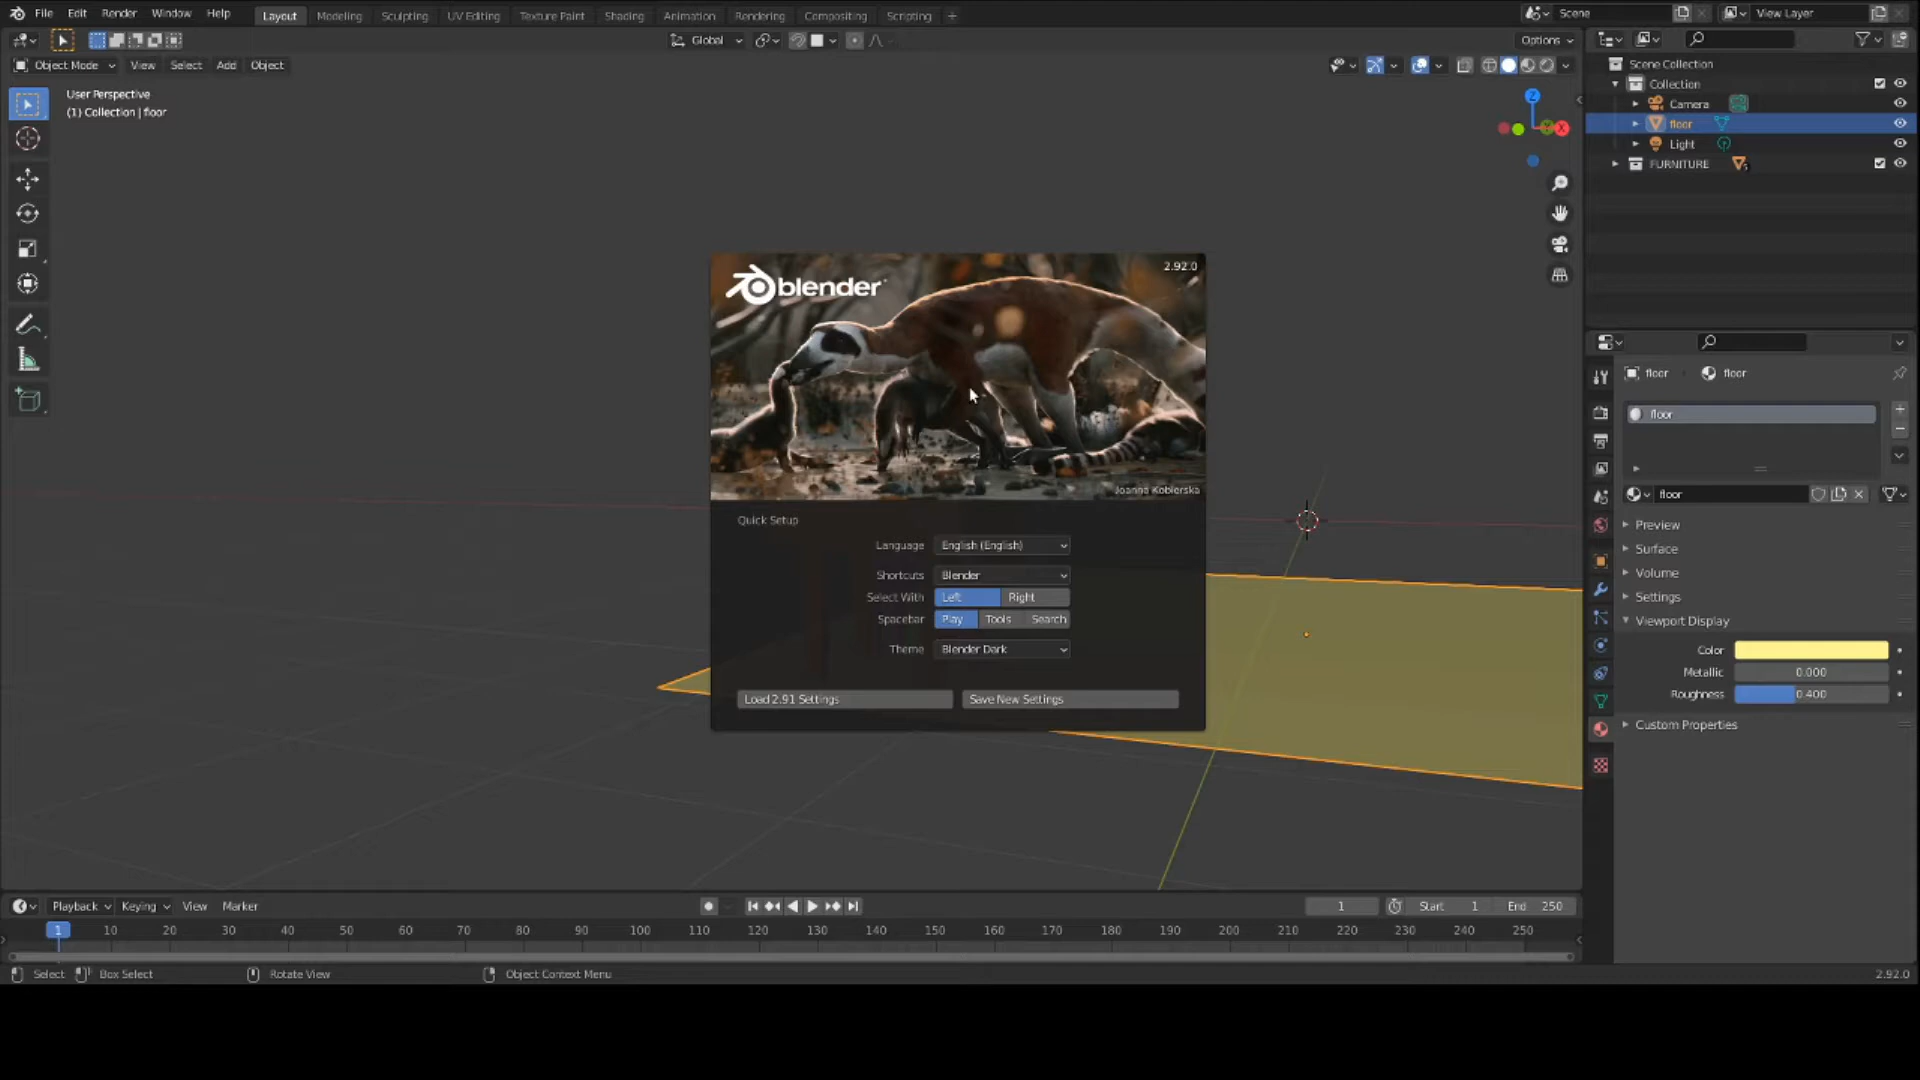 File Edit Render Window Help Layout Modeling Sculpting UV Editing Texture Paint Shading Animation Rendering Compositing Scripting + Scene View Layer
Global Options
Object Mode View Select Add Object
User Perspective
(1) Collection | floor
Z
Y
X
Scene Collection
Collection
Camera
floor
Light
FURNITURE
blender
2.92.0
Joanna Kobierska
Quick Setup
Language English (English)
Shortcuts Blender
Select With Left Right
Spacebar Play Tools Search
Theme Blender Dark
Load 2.91 Settings Save New Settings
floor floor
floor
floor
Preview
Surface
Volume
Settings
Viewport Display
Color
Metallic 0.000
Roughness 0.400
Custom Properties
Playback Keying View Marker 1 Start 1 End 250
1 10 20 30 40 50 60 70 80 90 100 110 120 130 140 150 160 170 180 190 200 210 220 230 240 250
Select Box Select Rotate View Object Context Menu 2.92.0